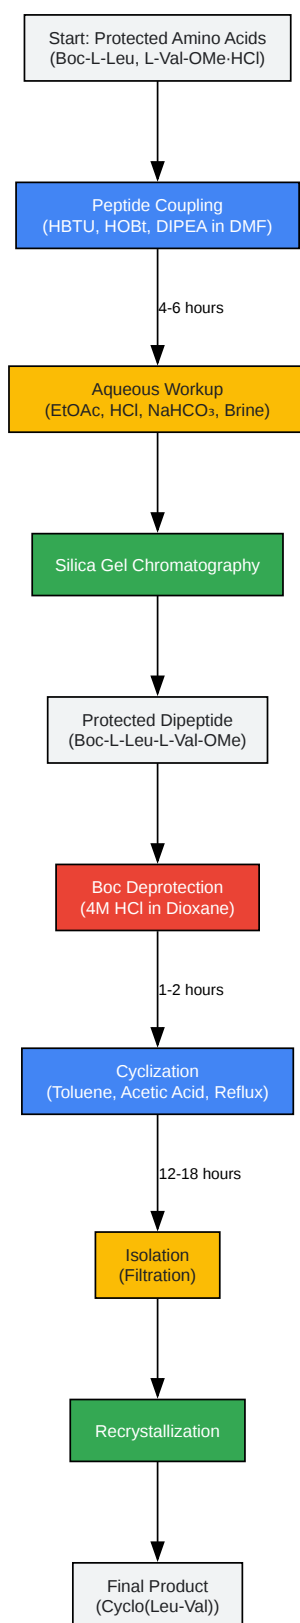 Start: Protected Amino Acids
(Boc-L-Leu, L-Val-OMe·HCl)
Peptide Coupling
(HBTU, HOBt, DIPEA in DMF)
4-6 hours
Aqueous Workup
(EtOAc, HCl, NaHCO₃, Brine)
Silica Gel Chromatography
Protected Dipeptide
(Boc-L-Leu-L-Val-OMe)
Boc Deprotection
(4M HCl in Dioxane)
1-2 hours
Cyclization
(Toluene, Acetic Acid, Reflux)
12-18 hours
Isolation
(Filtration)
Recrystallization
Final Product
(Cyclo(Leu-Val))